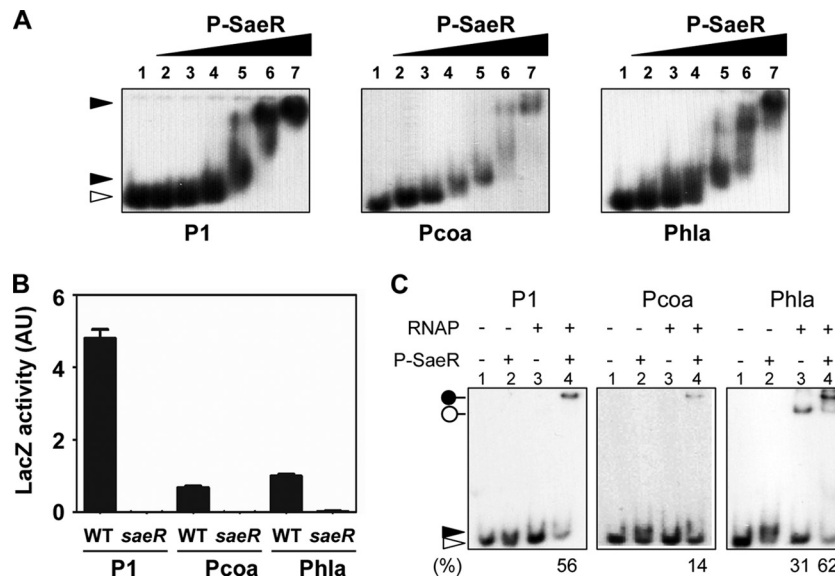 A
P-SaeR P-SaeR P-SaeR
1 2 3 4 5 6 7 1 2 3 4 5 6 7 1 2 3 4 5 6 7
P1 Pcoa Phla
B
LacZ activity (AU)
6
4
2
0
WT saeR WT saeR WT saeR
P1 Pcoa Phla
C
P1 Pcoa Phla
RNAP - - + + - - + + - - + +
P-SaeR - + - + - + - + - + - +
1 2 3 4 1 2 3 4 1 2 3 4
(%) 56 14 31 62